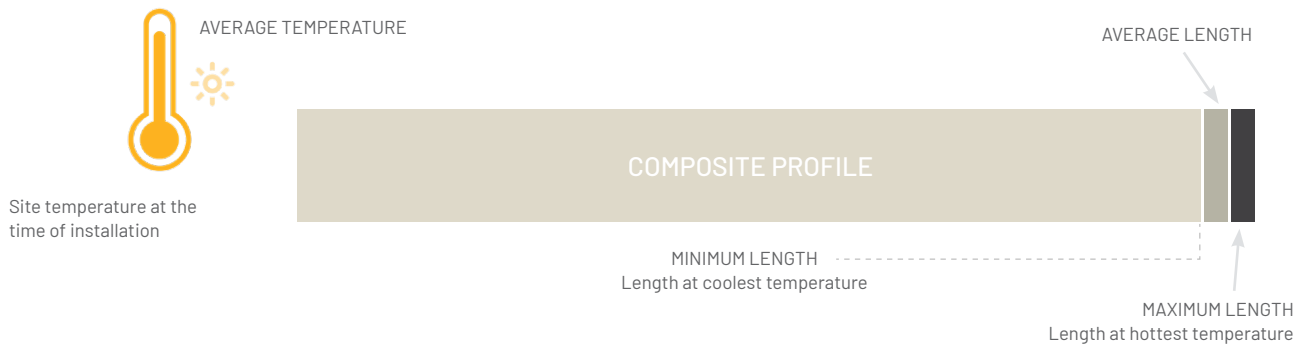 AVERAGE TEMPERATURE
AVERAGE LENGTH
COMPOSITE PROFILE
Site temperature at the
time of installation
MINIMUM LENGTH
Length at coolest temperature
MAXIMUM LENGTH
Length at hottest temperature